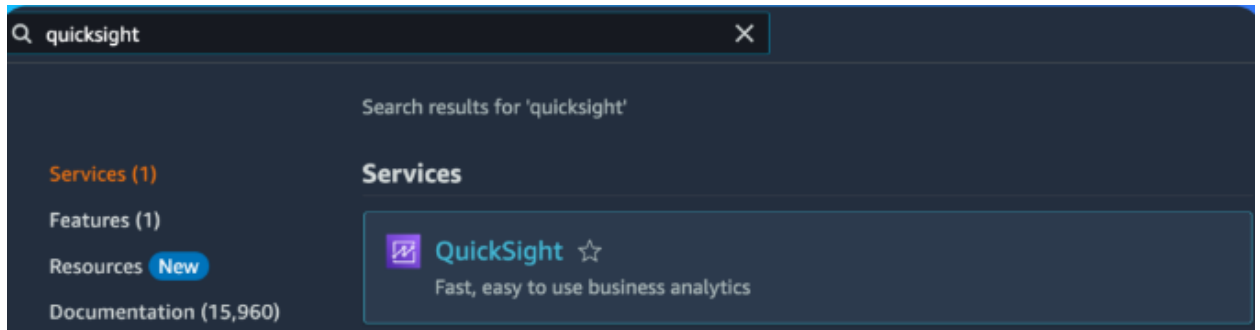 quicksight
Search results for 'quicksight'
Services (1)
Features (1)
Resources New
Documentation (15,960)
Services
QuickSight
Fast, easy to use business analytics